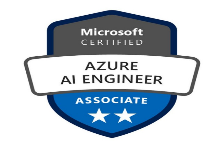 Microsoft
CERTIFIED
AZURE
AI ENGINEER
ASSOCIATE